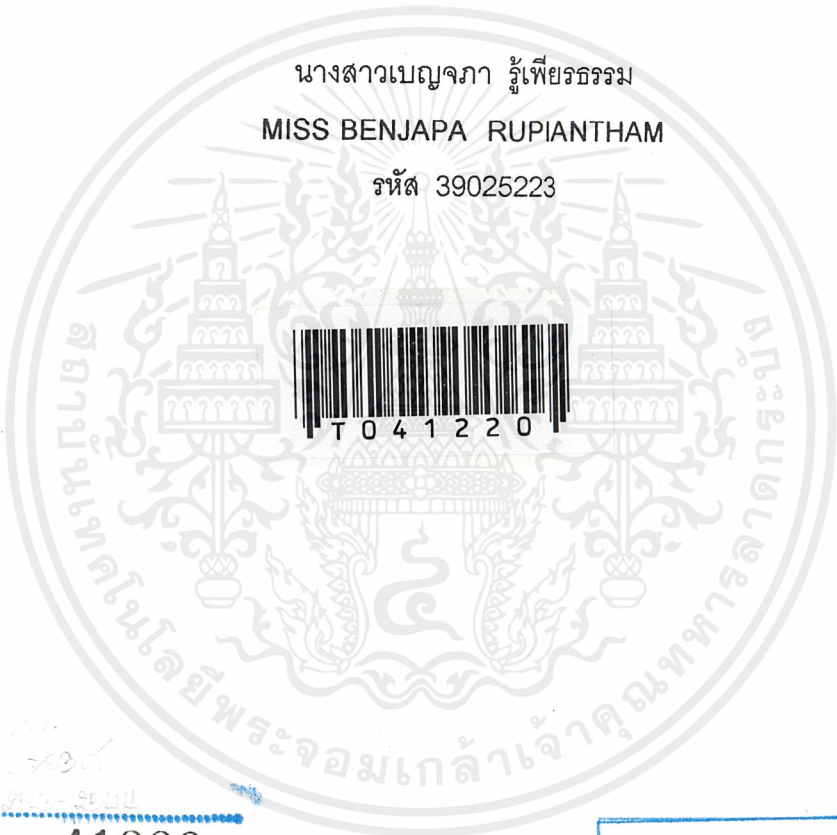 นางสาวเบญจภา รู้เพียรธรรม
MISS BENJAPA RUPIANTHAM
รหัส 39025223
T041220
สถาบันเทคโนโลยีพระจอมเกล้าเจ้าคุณทหารลาดกระบัง